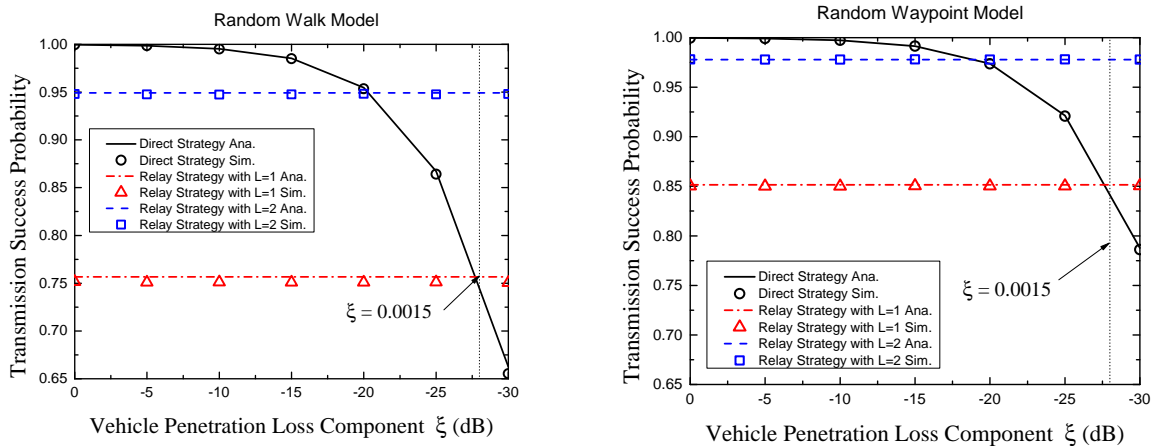 Random Walk Model
Transmission Success Probability
1.00
0.95
0.90
0.85
0.80
0.75
0.70
0.65
Direct Strategy Ana.
Direct Strategy Sim.
Relay Strategy with L=1 Ana.
Relay Strategy with L=1 Sim.
Relay Strategy with L=2 Ana.
Relay Strategy with L=2 Sim.
ξ = 0.0015
0 -5 -10 -15 -20 -25 -30
Vehicle Penetration Loss Component ξ (dB)
Random Waypoint Model
Transmission Success Probability
1.00
0.95
0.90
0.85
0.80
0.75
0.70
0.65
Direct Strategy Ana.
Direct Strategy Sim.
Relay Strategy with L=1 Ana.
Relay Strategy with L=1 Sim.
Relay Strategy with L=2 Ana.
Relay Strategy with L=2 Sim.
ξ = 0.0015
0 -5 -10 -15 -20 -25 -30
Vehicle Penetration Loss Component ξ (dB)